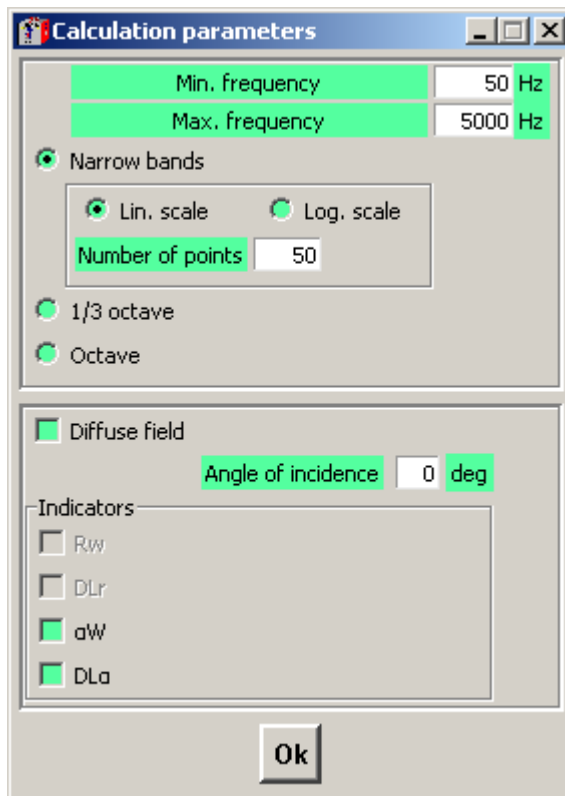 Calculation parameters
Min. frequency 50 Hz
Max. frequency 5000 Hz
Narrow bands
Lin. scale Log. scale
Number of points 50
1/3 octave
Octave
Diffuse field
Angle of incidence 0 deg
Indicators
Rw
DLr
αW
DLα
Ok